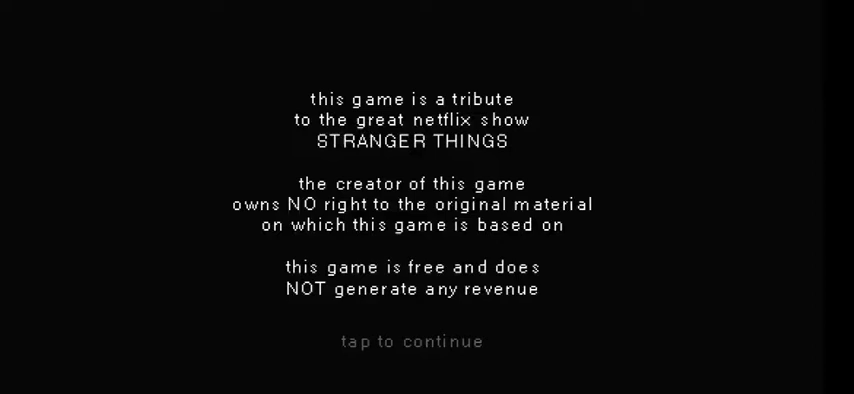 this game is a tribute
to the great netflix show
STRANGER THINGS
the creator of this game
owns NO right to the original material
on which this game is based on
this game is free and does
NOT generate any revenue
tap to continue